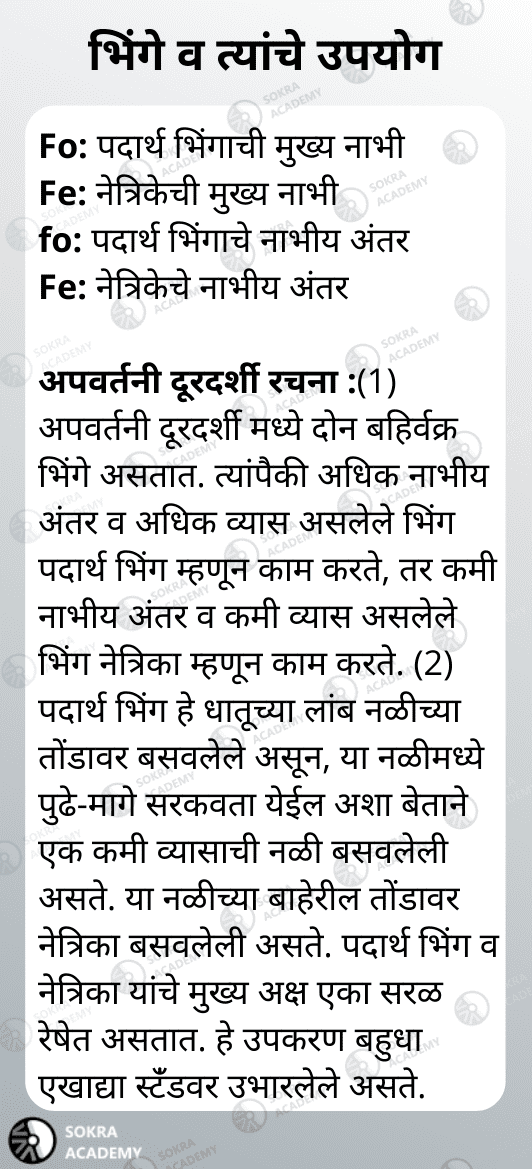 भिंगे व त्यांचे उपयोग
Fo: पदार्थ भिंगाची मुख्य नाभी
Fe: नेत्रिकेची मुख्य नाभी
fo: पदार्थ भिंगाचे नाभीय अंतर
Fe: नेत्रिकेचे नाभीय अंतर
अपवर्तनी दूरदर्शी रचना :(1)
अपवर्तनी दूरदर्शी मध्ये दोन बहिर्वक्र
भिंगे असतात. त्यांपैकी अधिक नाभीय
अंतर व अधिक व्यास असलेले भिंग
पदार्थ भिंग म्हणून काम करते, तर कमी
नाभीय अंतर व कमी व्यास असलेले
भिंग नेत्रिका म्हणून काम करते. (2)
पदार्थ भिंग हे धातूच्या लांब नळीच्या
तोंडावर बसवलेले असून, या नळीमध्ये
पुढे-मागे सरकवता येईल अशा बेताने
एक कमी व्यासाची नळी बसवलेली
असते. या नळीच्या बाहेरील तोंडावर
नेत्रिका बसवलेली असते. पदार्थ भिंग व
नेत्रिका यांचे मुख्य अक्ष एका सरळ
रेषेत असतात. हे उपकरण बहुधा
एखाद्या स्टँडवर उभारलेले असते.
SOKRA
ACADEMY